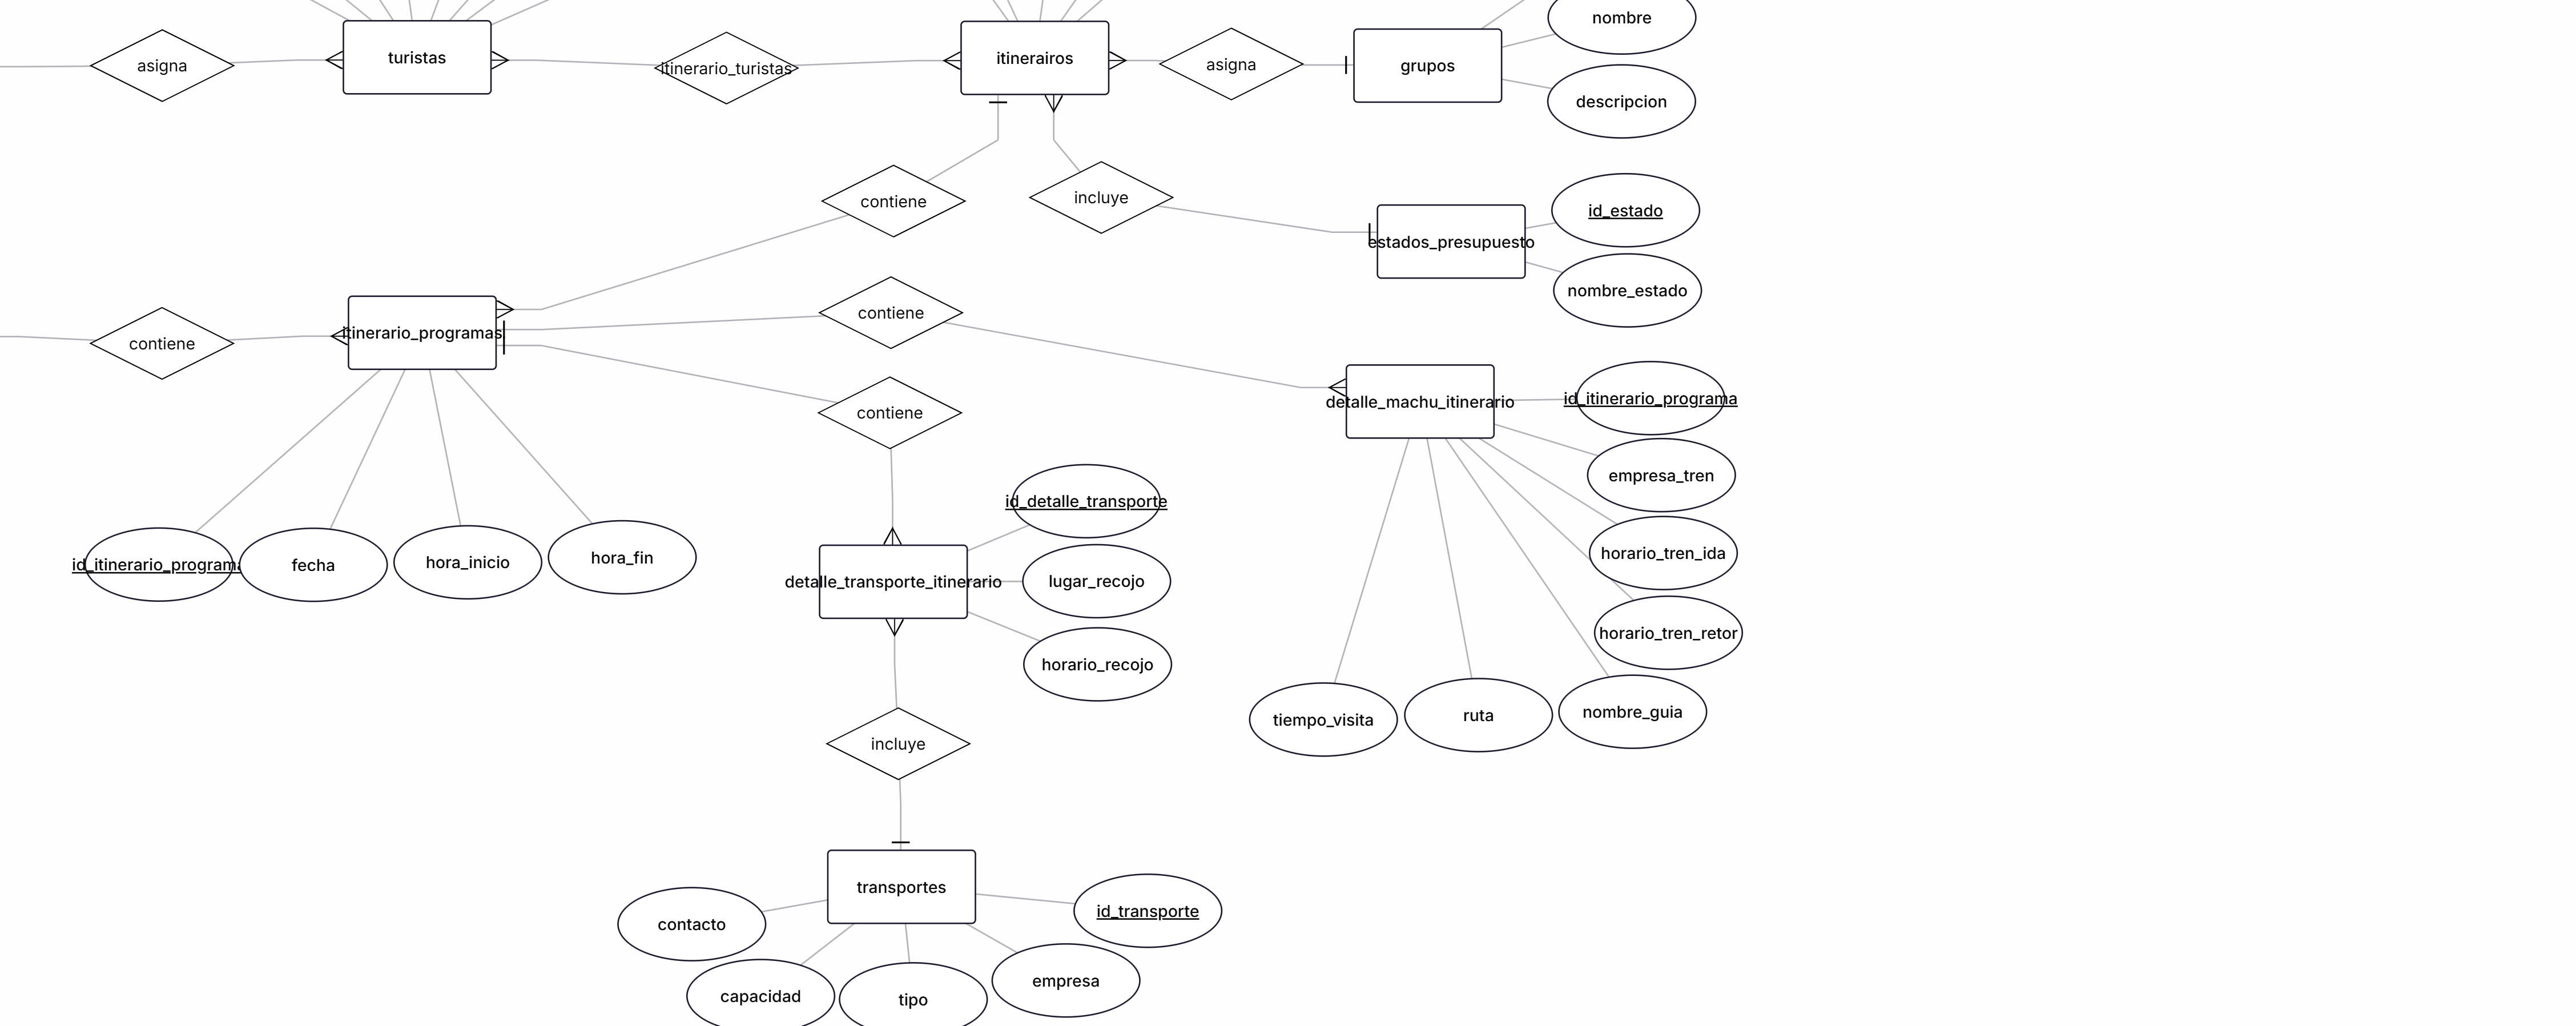 nombre
asigna
turistas
itinerario_turistas
itinerairos
asigna
grupos
descripcion
contiene
incluye
id_estado
estados_presupuesto
nombre_estado
contiene
itinerario_programas
contiene
detalle_machu_itinerario
id_itinerario_programa
contiene
empresa_tren
id_detalle_transporte
horario_tren_ida
id_itinerario_programa
fecha
hora_inicio
hora_fin
detalle_transporte_itinerario
lugar_recojo
horario_tren_retor
horario_recojo
tiempo_visita
ruta
nombre_guia
incluye
transportes
id_transporte
contacto
empresa
capacidad
tipo